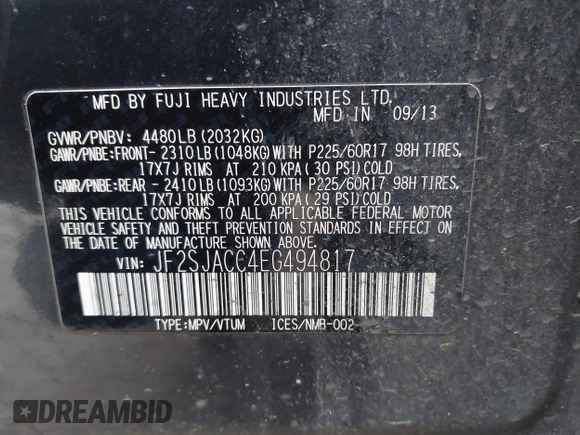 MFD BY FUJI HEAVY INDUSTRIES LTD.
MFD IN 09/13
GVWR/PNBV: 4480LB(2032KG)
GAWR/PNBE:FRONT- 2310LB(1048KG)WITH P225/60R17 98H TIRES,
17X7J RIMS AT 210 KPA(30 PSI)COLD
GAWR/PNBE:REAR - 2410LB(1093KG)WITH P225/60R17 98H TIRES,
17X7J RIMS AT 200 KPA(29 PSI)COLD
THIS VEHICLE CONFORMS TO ALL APPLICABLE FEDERAL MOTOR
VEHICLE SAFETY AND THEFT PREVENTION STANDARDS IN EFFECT
ON THE DATE OF MANUFACTURE SHOWN ABOVE.
VIN: JF2SJACC4EG494817
TYPE:MPV/VTUM ICES/NMB-002
DREAMBID